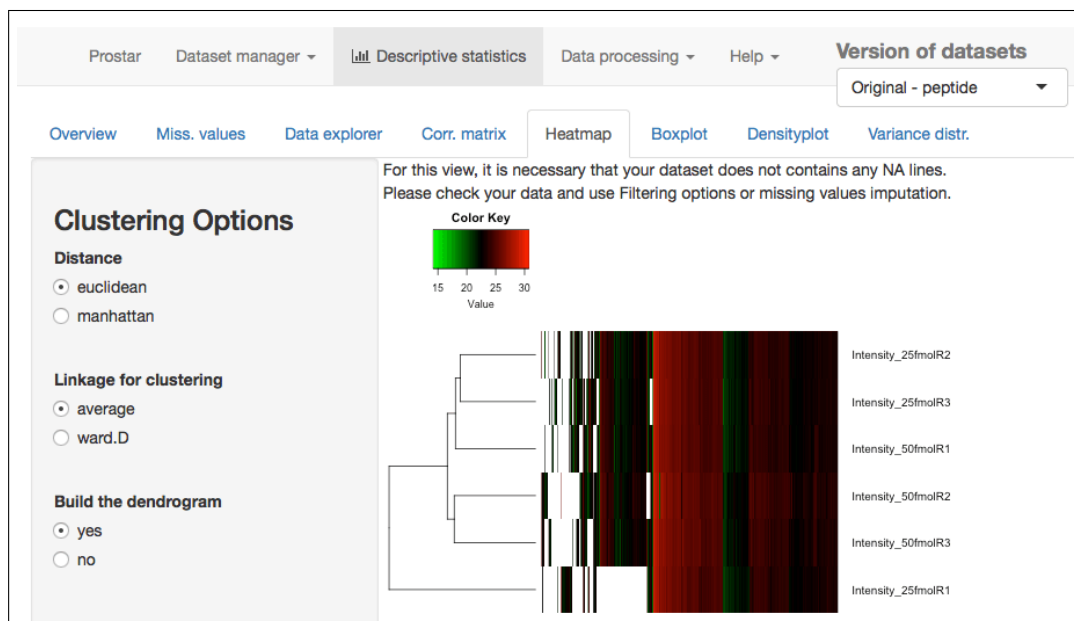 Prostar Dataset manager Descriptive statistics Data processing Help Version of datasets
Original - peptide
Overview Miss. values Data explorer Corr. matrix Heatmap Boxplot Densityplot Variance distr.
For this view, it is necessary that your dataset does not contains any NA lines.
Please check your data and use Filtering options or missing values imputation.
Clustering Options
Distance
euclidean
manhattan
Linkage for clustering
average
ward.D
Build the dendrogram
yes
no
Color Key
15 20 25 30
Value
Intensity_25fmolR2
Intensity_25fmolR3
Intensity_50fmolR1
Intensity_50fmolR2
Intensity_50fmolR3
Intensity_25fmolR1